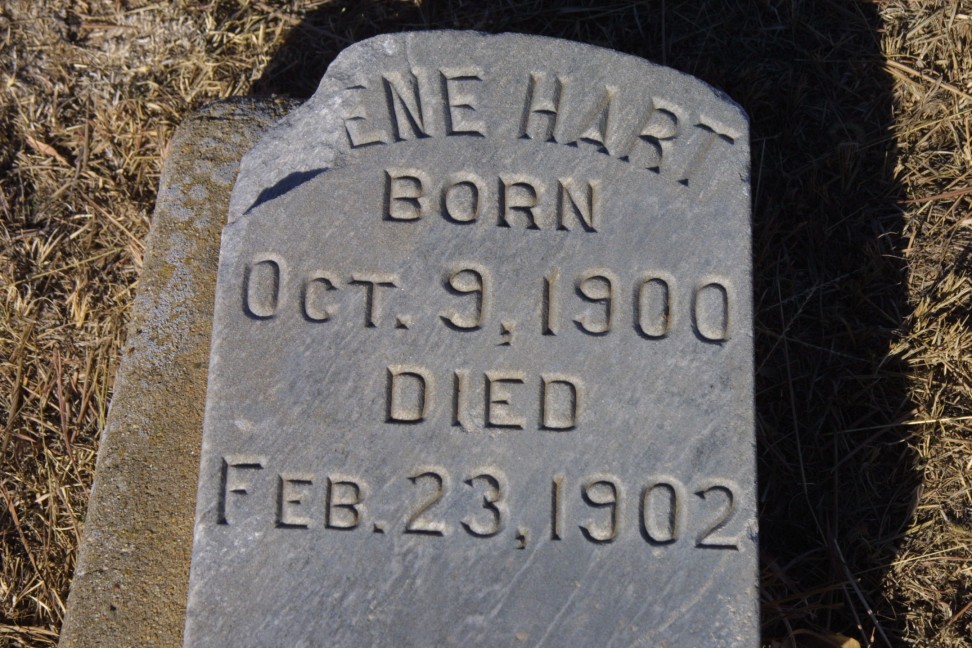 ENE HART
BORN
OCT. 9, 1900
DIED
FEB. 23, 1902